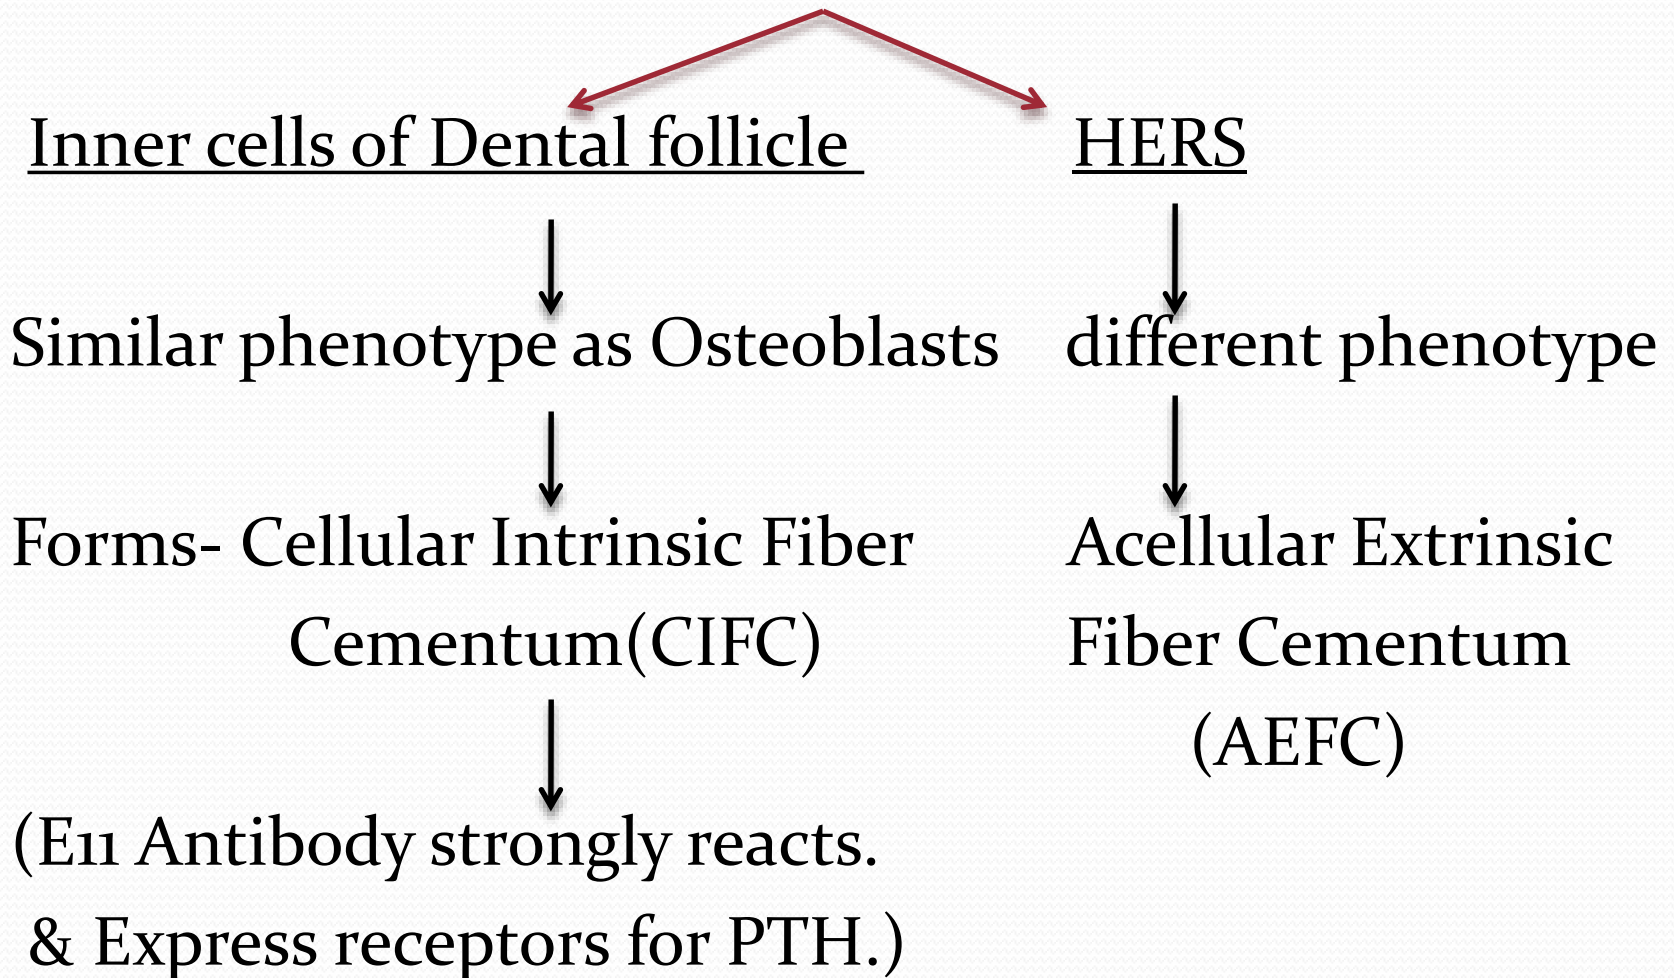 Inner cells of Dental follicle
HERS
Similar phenotype as Osteoblasts
different phenotype
Forms- Cellular Intrinsic Fiber
Cementum(CIFC)
Acellular Extrinsic
Fiber Cementum
(AEFC)
(E11 Antibody strongly reacts.
& Express receptors for PTH.)